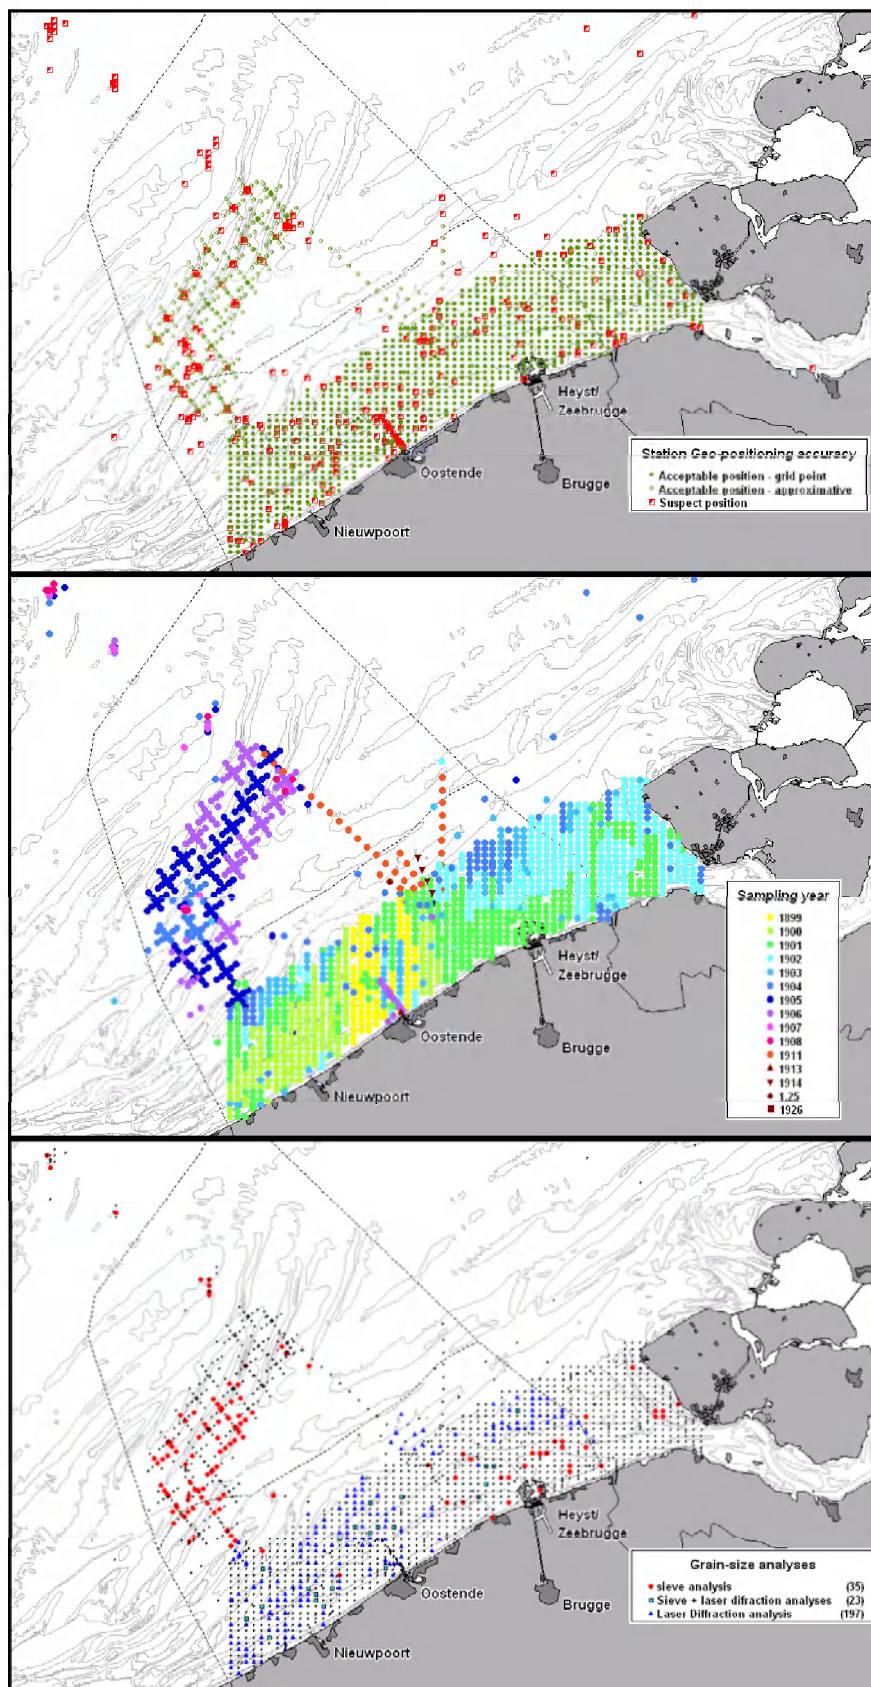 Heyst/
Zeebrugge
Oostende
Brugge
Nieuwpoort
Station Geo-positioning accuracy
Acceptable position - grid point
Acceptable position - approximative
Suspect position
Heyst/
Zeebrugge
Oostende
Brugge
Nieuwpoort
Sampling year
1899
1900
1901
1902
1903
1904
1905
1906
1907
1908
1911
1913
1914
1.25
1926
Heyst/
Zeebrugge
Oostende
Brugge
Nieuwpoort
Grain-size analyses
sieve analysis (35)
Sieve + laser difraction analyses (23)
Laser Diffraction analysis (197)